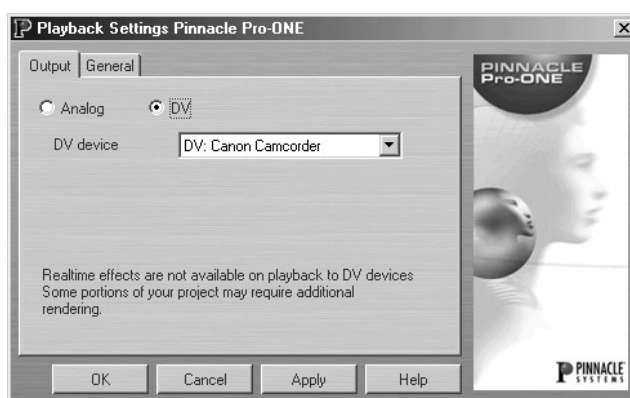 Playback Settings Pinnacle Pro-ONE
Output General
Analog DV
DV device DV: Canon Camcorder
Realtime effects are not available on playback to DV devices
Some portions of your project may require additional
rendering.
OK Cancel Apply Help
PINNACLE
Pro-ONE
PINNACLE
SYSTEMS